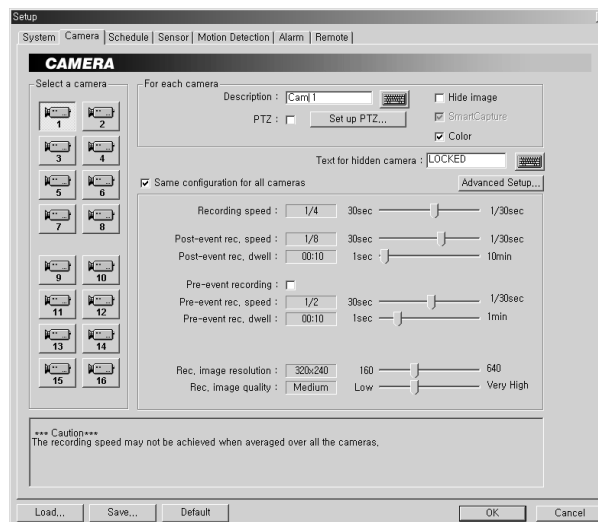 Setup
System Camera Schedule Sensor Motion Detection Alarm Remote
CAMERA
Select a camera
1 2
3 4
5 6
7 8
9 10
11 12
13 14
15 16
For each camera
Description : Cam 1
Hide image
PTZ : Set up PTZ...
SmartCapture
Color
Text for hidden camera : LOCKED
Same configuration for all cameras
Advanced Setup...
Recording speed : 1/4 30sec 1/30sec
Post-event rec, speed : 1/8 30sec 1/30sec
Post-event rec, dwell : 00:10 1sec 10min
Pre-event recording :
Pre-event rec, speed : 1/2 30sec 1/30sec
Pre-event rec, dwell : 00:10 1sec 1min
Rec, image resolution : 320x240 160 640
Rec, image quality : Medium Low Very High
*** Caution***
The recording speed may not be achieved when averaged over all the cameras,
Load... Save... Default OK Cancel